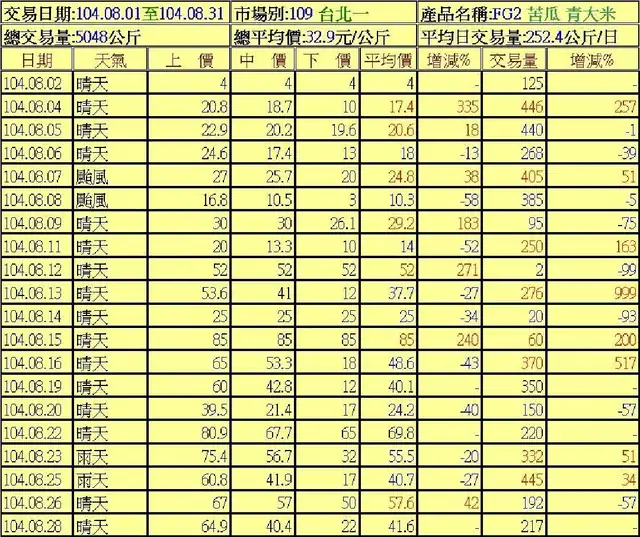 交易日期:104.08.01至104.08.31 市場別:109 台北一 產品名稱:FG2 苦瓜 青大米
總交易量:5048公斤 總平均價:32.9元/公斤 平均日交易量:252.4公斤/日
日期 天氣 上 價 中 價 下 價 平均價 增減% 交易量 增減%
104.08.02 晴天 4 4 4 4 - 125 -
104.08.04 晴天 20.8 18.7 10 17.4 335 446 257
104.08.05 晴天 22.9 20.2 19.6 20.6 18 440 -1
104.08.06 晴天 24.6 17.4 13 18 -13 268 -39
104.08.07 颱風 27 25.7 20 24.8 38 405 51
104.08.08 颱風 16.8 10.5 3 10.3 -58 385 -5
104.08.09 晴天 30 30 26.1 29.2 183 95 -75
104.08.11 晴天 20 13.3 10 14 -52 250 163
104.08.12 晴天 52 52 52 52 271 2 -99
104.08.13 晴天 53.6 41 12 37.7 -27 276 999
104.08.14 晴天 25 25 25 25 -34 20 -93
104.08.15 晴天 85 85 85 85 240 60 200
104.08.16 晴天 65 53.3 18 48.6 -43 370 517
104.08.19 晴天 60 42.8 12 40.1 - 350 -
104.08.20 晴天 39.5 21.4 17 24.2 -40 150 -57
104.08.22 晴天 80.9 67.7 65 69.8 - 220 -
104.08.23 雨天 75.4 56.7 32 55.5 -20 332 51
104.08.25 雨天 60.8 41.9 17 40.7 -27 445 34
104.08.26 晴天 67 57 50 57.6 42 192 -57
104.08.28 晴天 64.9 40.4 22 41.6 - 217 -